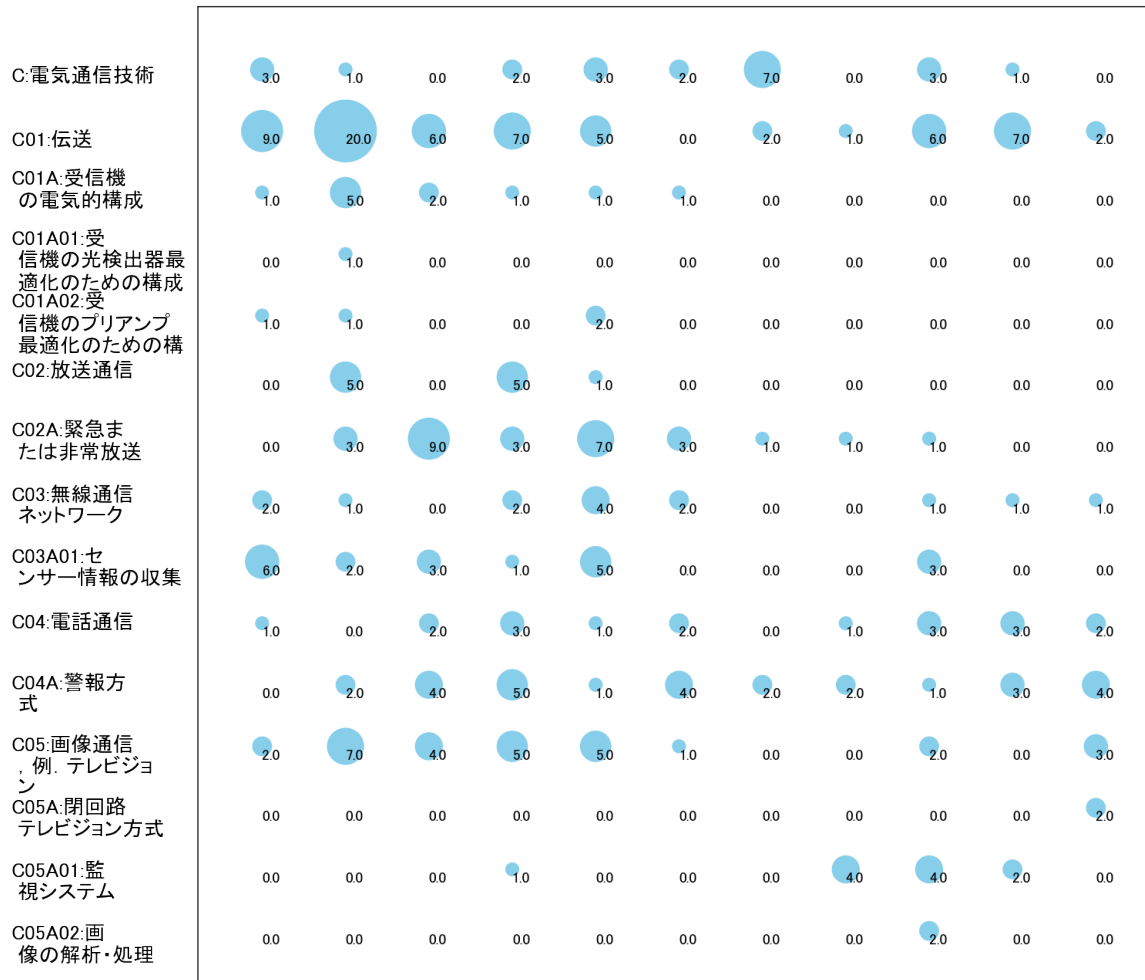 C:電気通信技術
3.0 1.0 0.0 2.0 3.0 2.0 7.0 0.0 3.0 1.0 0.0
C01:伝送
9.0 20.0 6.0 7.0 5.0 0.0 2.0 1.0 6.0 7.0 2.0
C01A:受信機
の電気的構成
1.0 5.0 2.0 1.0 1.0 1.0 0.0 0.0 0.0 0.0 0.0
C01A01:受
信機の光検出器最
適化のための構成
0.0 1.0 0.0 0.0 0.0 0.0 0.0 0.0 0.0 0.0 0.0
C01A02:受
信機のプリアンプ
最適化のための構
1.0 1.0 0.0 0.0 2.0 0.0 0.0 0.0 0.0 0.0 0.0
C02:放送通信
0.0 5.0 0.0 5.0 1.0 0.0 0.0 0.0 0.0 0.0 0.0
C02A:緊急ま
たは非常放送
0.0 3.0 9.0 3.0 7.0 3.0 1.0 1.0 1.0 0.0 0.0
C03:無線通信
ネットワーク
2.0 1.0 0.0 2.0 4.0 2.0 0.0 0.0 1.0 1.0 1.0
C03A01:セ
ンサー情報の収集
6.0 2.0 3.0 1.0 5.0 0.0 0.0 0.0 3.0 0.0 0.0
C04:電話通信
1.0 0.0 2.0 3.0 1.0 2.0 0.0 1.0 3.0 3.0 2.0
C04A:警報方
式
0.0 2.0 4.0 5.0 1.0 4.0 2.0 2.0 1.0 3.0 4.0
C05:画像通信
,例.テレビジョ
ン
2.0 7.0 4.0 5.0 5.0 1.0 0.0 0.0 2.0 0.0 3.0
C05A:閉回路
テレビジョン方式
0.0 0.0 0.0 0.0 0.0 0.0 0.0 0.0 0.0 0.0 2.0
C05A01:監
視システム
0.0 0.0 0.0 1.0 0.0 0.0 0.0 4.0 4.0 2.0 0.0
C05A02:画
像の解析・処理
0.0 0.0 0.0 0.0 0.0 0.0 0.0 0.0 2.0 0.0 0.0